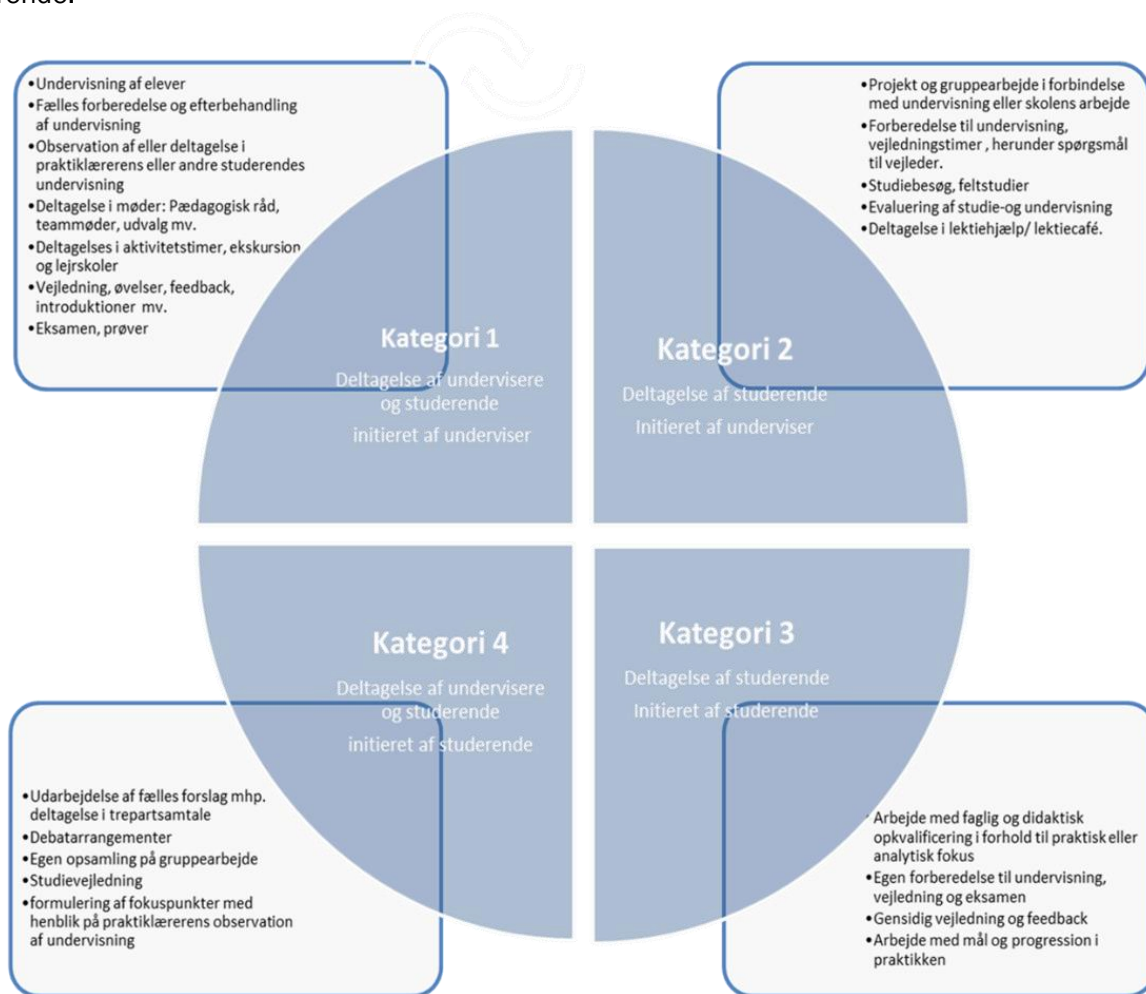 •Undervisning af elever
•Fælles forberedelse og efterbehandling
af undervisning
•Observation af eller deltagelse i
praktiklærerens eller andre studerendes
undervisning
•Deltagelse i møder: Pædagogisk råd,
teammøder, udvalg mv.
•Deltagelses i aktivitetstimer, ekskursion
og lejrskoler
•Vejledning, øvelser, feedback,
introduktioner mv.
•Eksamen, prøver
•Projekt og gruppearbejde i forbindelse
med undervisning eller skolens arbejde
•Forberedelse til undervisning,
vejledningstimer , herunder spørgsmål
til vejleder.
•Studiebesøg, feltstudier
•Evaluering af studie-og undervisning
•Deltagelse i lektiehjælp/ lektiecafé.
Kategori 1
Deltagelse af undervisere
og studerende
initieret af underviser
Kategori 2
Deltagelse af studerende
Initieret af underviser
Kategori 4
Deltagelse af undervisere
og studerende
initieret af studerende
Kategori 3
Deltagelse af studerende
Initieret af studerende
•Udarbejdelse af fælles forslag mhp.
deltagelse i trepartsamtale
•Debatarrangementer
•Egen opsamling på gruppearbejde
•Studievejledning
•formulering af fokuspunkter med
henblik på praktiklærerens observation
af undervisning
•Arbejde med faglig og didaktisk
opkvalificering i forhold til praktisk eller
analytisk fokus
•Egen forberedelse til undervisning,
vejledning og eksamen
•Gensidig vejledning og feedback
•Arbejde med mål og progression i
praktikken